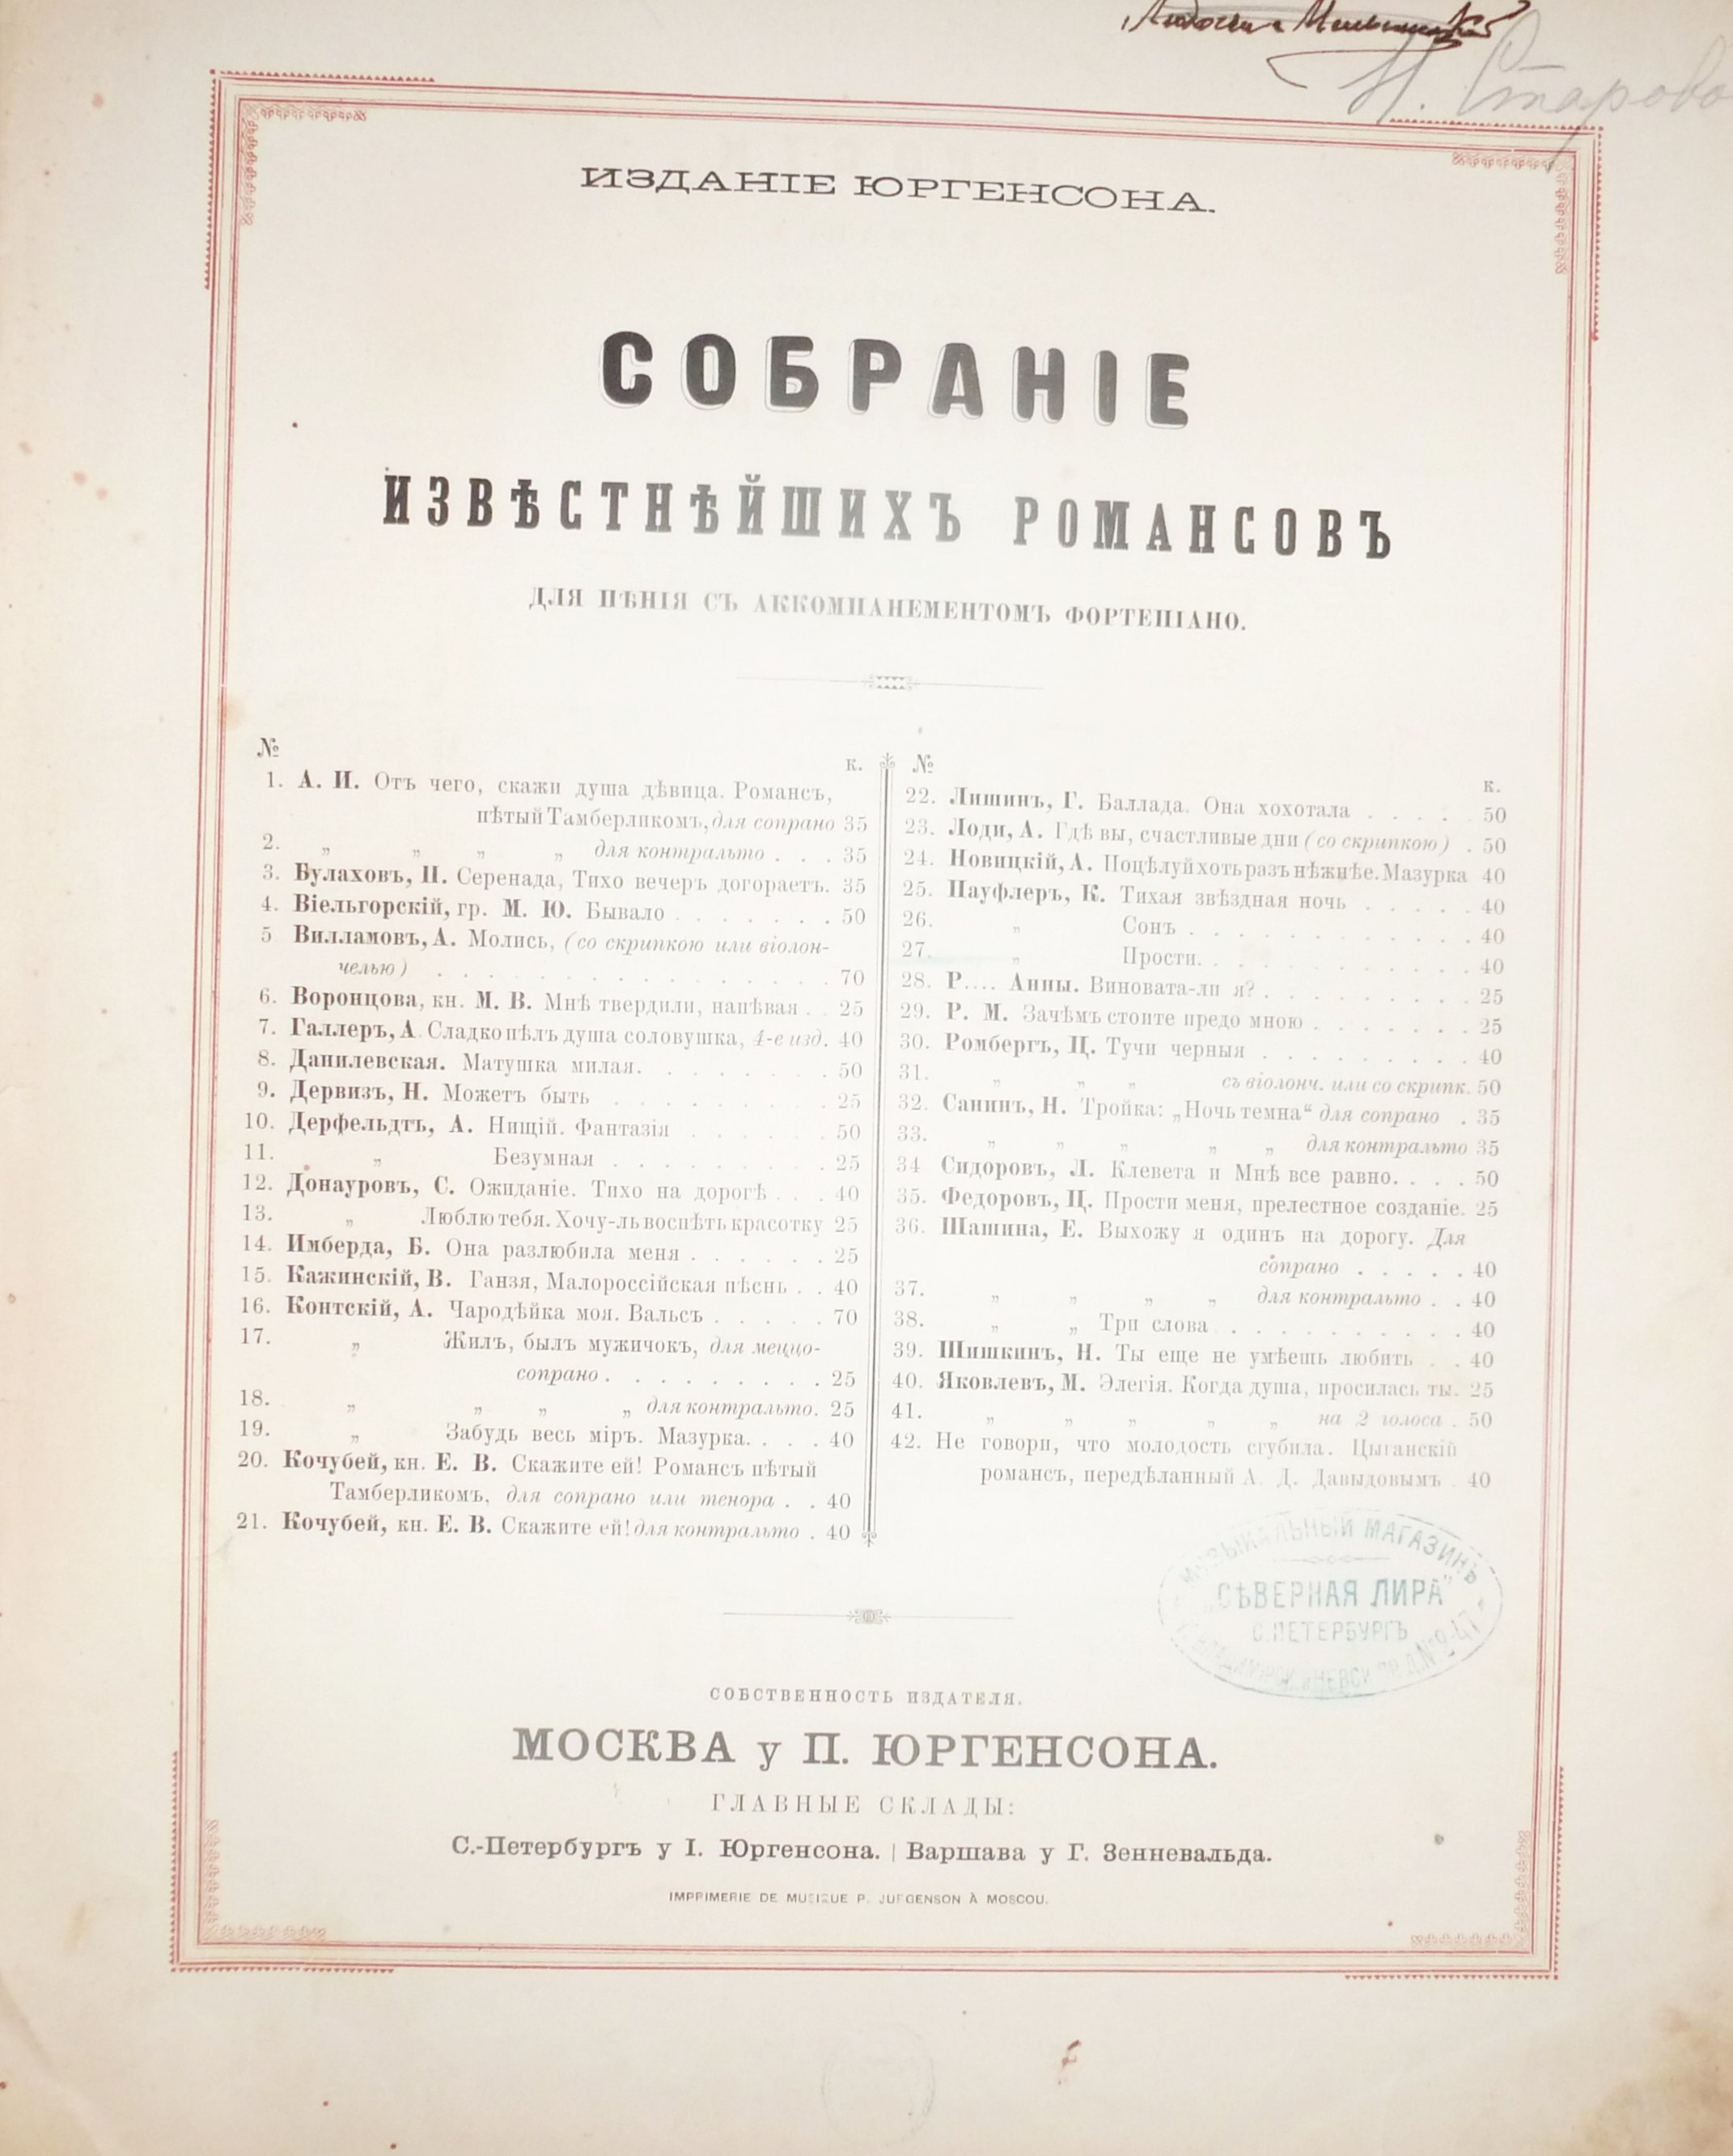 Н. Старово
ИЗДАНІЕ ЮРГЕНСОНА.
СОБРАНІЕ
ИЗВѢСТНѢЙШИХЪ РОМАНСОВЪ
ДЛЯ ПѢНІЯ СЪ АККОМПАНЕМЕНТОМЪ ФОРТЕПІАНО.
№
к.
1. А. И. Отъ чего, скажи душа дѣвица. Романсъ,
пѣтый Тамберликомъ, для сопрано 35
2. „ „ „ „ для контральто . . . 35
3. Булаховъ, П. Серенада, Тихо вечеръ догораетъ. 35
4. Віельгорскій, гр. М. Ю. Бывало . . . . . . . 50
5 Вилламовъ, А. Молись, (со скрипкою или віолон-
челью) . . . . . . . . . . . . . 70
6. Воронцова, кн. М. В. Мнѣ твердили, напѣвая . . 25
7. Галлеръ, А. Сладко пѣлъ душа соловушка, 4-е изд. 40
8. Данилевская. Матушка милая. . . . . . . . 50
9. Дервизъ, Н. Можетъ быть . . . . . . . . 25
10. Дерфельдтъ, А. Нищій. Фантазія . . . . . . 50
11. „ Безумная . . . . . . . . . 25
12. Донауровъ, С. Ожиданіе. Тихо на дорогѣ . . . 40
13. „ Люблю тебя. Хочу-ль воспѣть красотку 25
14. Имберда, Б. Она разлюбила меня . . . . . . 25
15. Кажинскій, В. Ганзя, Малороссійская пѣснь . . 40
16. Контскій, А. Чародѣйка моя. Вальсъ . . . . . 70
17. „ Жилъ, былъ мужичокъ, для меццо-
сопрано . . . . . . . . . 25
18. „ „ „ „ для контральто. 25
19. „ Забудь весь міръ. Мазурка. . . . 40
20. Кочубей, кн. Е. В. Скажите ей! Романсъ пѣтый
Тамберликомъ, для сопрано или тенора . . 40
21. Кочубей, кн. Е. В. Скажите ей! для контральто . 40
№
к.
22. Лишинъ, Г. Баллада. Она хохотала . . . . . 50
23. Лоди, А. Гдѣ вы, счастливые дни (со скрипкою) . 50
24. Новицкій, А. Поцѣлуй хоть разъ нѣжнѣе. Мазурка 40
25. Пауфлеръ, К. Тихая звѣздная ночь . . . . . 40
26. „ Сонъ . . . . . . . . . . . . 40
27. „ Прости. . . . . . . . . . . . 40
28. Р.... Анны. Виновата-ли я? . . . . . . . . . 25
29. Р. М. Зачѣмъ стоите предо мною . . . . . . . 25
30. Ромбергъ, Ц. Тучи черныя . . . . . . . . . 40
31. „ „ „ съ віолонч. или со скрипк. 50
32. Санинъ, Н. Тройка: „Ночь темна“ для сопрано . 35
33. „ „ „ „ „ для контральто 35
34 Сидоровъ, Л. Клевета и Мнѣ все равно. . . . 50
35. Федоровъ, Ц. Прости меня, прелестное созданіе. 25
36. Шашина, Е. Выхожу я одинъ на дорогу. Для
сопрано . . . . . 40
37. „ „ „ „ для контральто . . 40
38. „ „ Три слова . . . . . . . . . . 40
39. Шишкинъ, Н. Ты еще не умѣешь любить . . 40
40. Яковлевъ, М. Элегія. Когда душа, просилась ты. 25
41. „ „ „ „ „ на 2 голоса . 50
42. Не говори, что молодость сгубила. Цыганскій
романсъ, передѣланный А. Д. Давыдовымъ . 40
МУЗЫКАЛЬНЫЙ МАГАЗИНЪ
„СѢВЕРНАЯ ЛИРА“
С. ПЕТЕРБУРГЪ
СОБСТВЕННОСТЬ ИЗДАТЕЛЯ.
МОСКВА у П. ЮРГЕНСОНА.
ГЛАВНЫЕ СКЛАДЫ:
С.-Петербургъ у І. Юргенсона. | Варшава у Г. Зенневальда.
IMPRIMERIE DE MUSIQUE P. JURGENSON À MOSCOU.